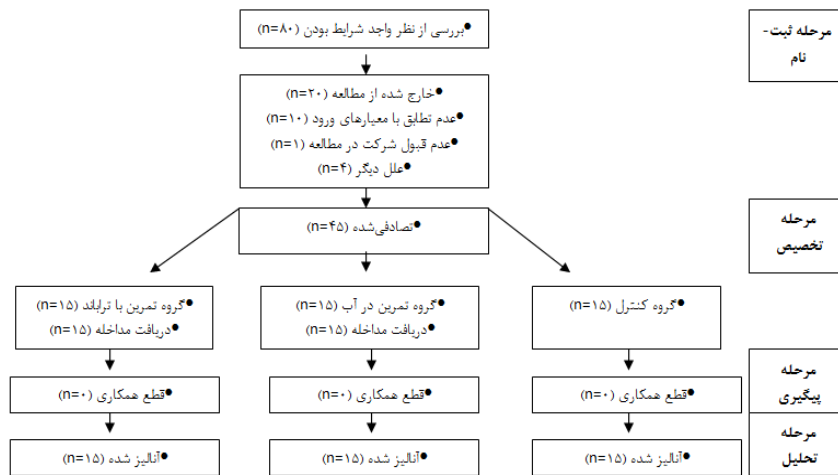 مرحله ثبت-
نام
●بررسی از نظر واجد شرایط بودن (n=۸۰)
●خارج شده از مطالعه (n=۲۰)
●عدم تطابق با معیارهای ورود (n=۱۰)
●عدم قبول شرکت در مطالعه (n=۱)
●علل دیگر (n=۴)
مرحله
تخصیص
●تصادفی‌شده (n=۴۵)
●گروه کنترل (n=۱۵)
●گروه تمرین در آب (n=۱۵)
●دریافت مداخله (n=۱۵)
●گروه تمرین با تراباند (n=۱۵)
●دریافت مداخله (n=۱۵)
مرحله
پیگیری
●قطع همکاری (n=۰)
●قطع همکاری (n=۰)
●قطع همکاری (n=۰)
مرحله
تحلیل
●آنالیز شده (n=۱۵)
●آنالیز شده (n=۱۵)
●آنالیز شده (n=۱۵)